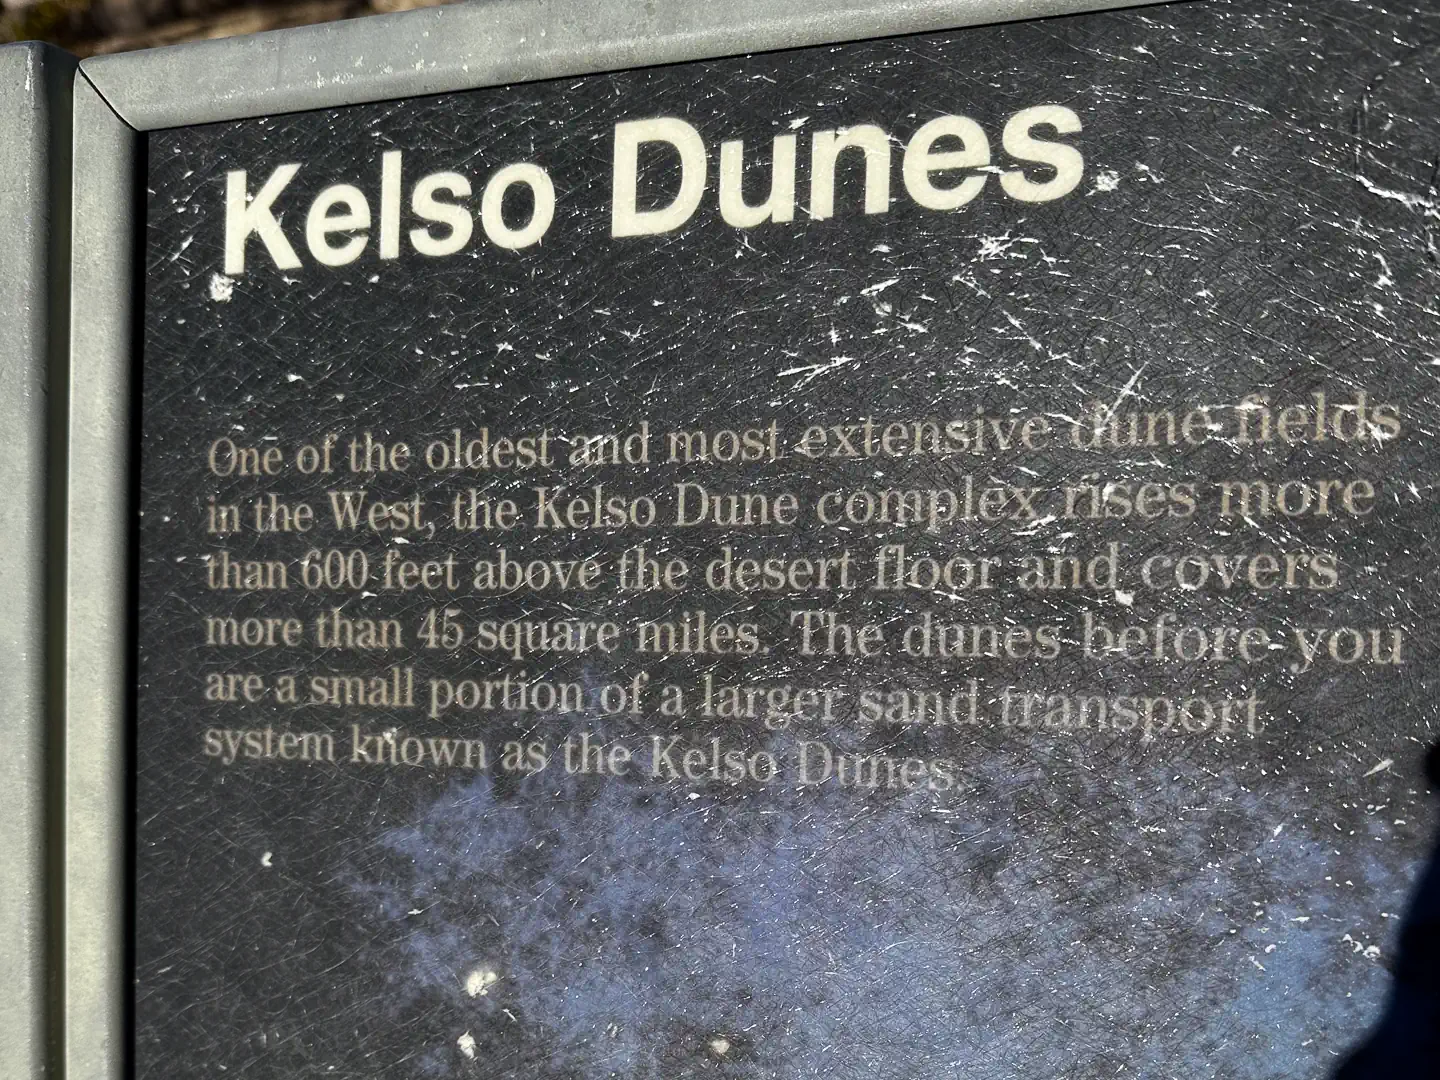 Kelso Dunes
One of the oldest and most extensive dune fields
in the West, the Kelso Dune complex rises more
than 600 feet above the desert floor and covers
more than 45 square miles. The dunes before you
are a small portion of a larger sand transport
system known as the Kelso Dunes.